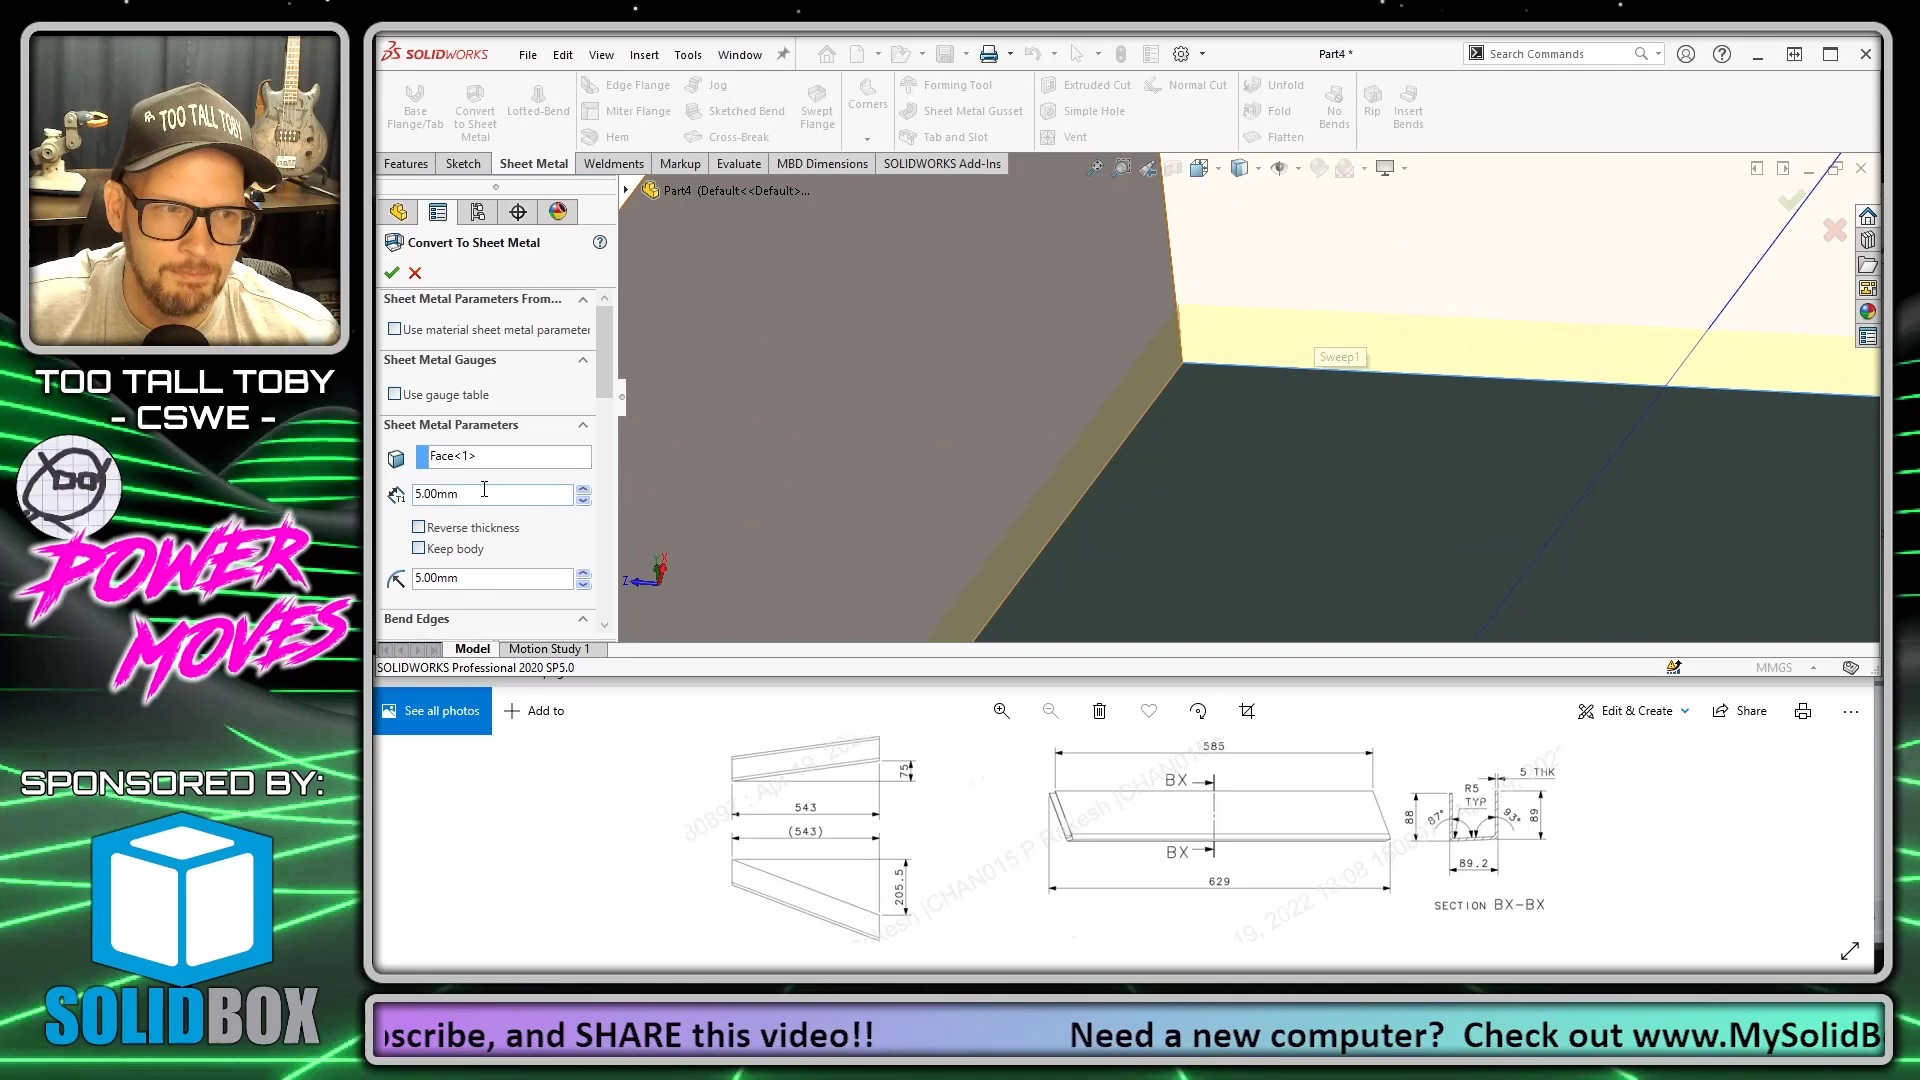 TOO TALL TOBY
TOO TALL TOBY
- CSWE -
POWER
MOVES
SPONSORED BY:
SOLIDBOX
SOLIDWORKS
File
Edit
View
Insert
Tools
Window
Part4 *
Search Commands
Base
Flange/Tab
Convert
to Sheet
Metal
Lofted-Bend
Edge Flange
Miter Flange
Hem
Jog
Sketched Bend
Cross-Break
Swept
Flange
Corners
Forming Tool
Sheet Metal Gusset
Tab and Slot
Extruded Cut
Simple Hole
Vent
Normal Cut
Unfold
Fold
Flatten
No
Bends
Rip
Insert
Bends
Features
Sketch
Sheet Metal
Weldments
Markup
Evaluate
MBD Dimensions
SOLIDWORKS Add-Ins
Part4 (Default<<Default>...
Convert To Sheet Metal
Sheet Metal Parameters From...
Use material sheet metal parameter
Sheet Metal Gauges
Use gauge table
Sheet Metal Parameters
Face<1>
5.00mm
Reverse thickness
Keep body
5.00mm
Bend Edges
Sweep1
Z
X
Model
Motion Study 1
SOLIDWORKS Professional 2020 SP5.0
MMGS
See all photos
Add to
Edit & Create
Share
75
543
(543)
205.5
585
BX
BX
629
88
87°
R5
TYP
93°
5 THK
89
89.2
SECTION BX-BX
oscribe, and SHARE this video!!
Need a new computer? Check out www.MySolidB